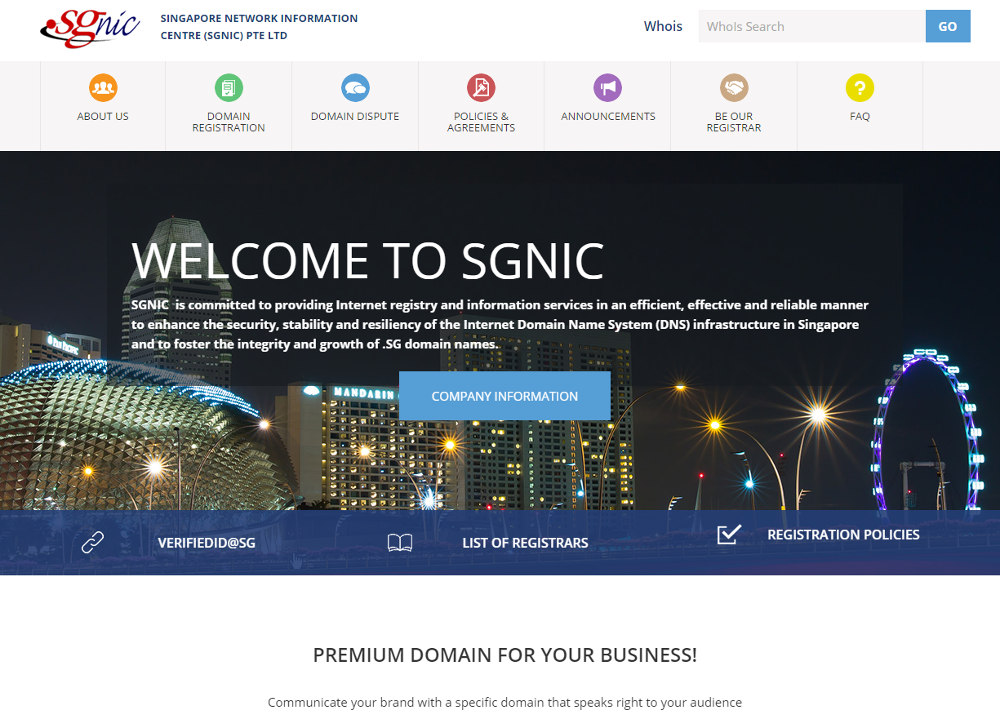 sgnic
SINGAPORE NETWORK INFORMATION
CENTRE (SGNIC) PTE LTD
Whois
WhoIs Search
GO
ABOUT US
DOMAIN
REGISTRATION
DOMAIN DISPUTE
POLICIES &
AGREEMENTS
ANNOUNCEMENTS
BE OUR
REGISTRAR
?
FAQ
WELCOME TO SGNIC
SGNIC is committed to providing Internet registry and information services in an efficient, effective and reliable manner
to enhance the security, stability and resiliency of the Internet Domain Name System (DNS) infrastructure in Singapore
and to foster the integrity and growth of .SG domain names.
PAN PACIFIC
MANDARIN
COMPANY INFORMATION
VERIFIEDID@SG
LIST OF REGISTRARS
REGISTRATION POLICIES
PREMIUM DOMAIN FOR YOUR BUSINESS!
Communicate your brand with a specific domain that speaks right to your audience